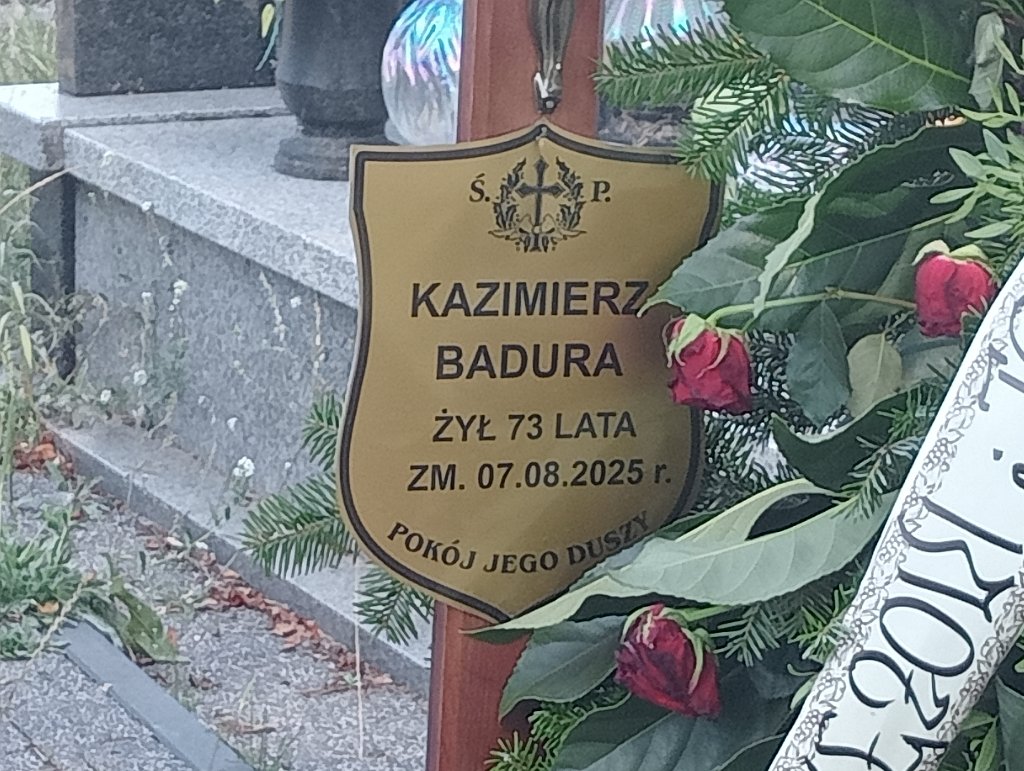 Ś. P.
KAZIMIERZ
BADURA
ŻYŁ 73 LATA
ZM. 07.08.2025 r.
POKÓJ JEGO DUSZY